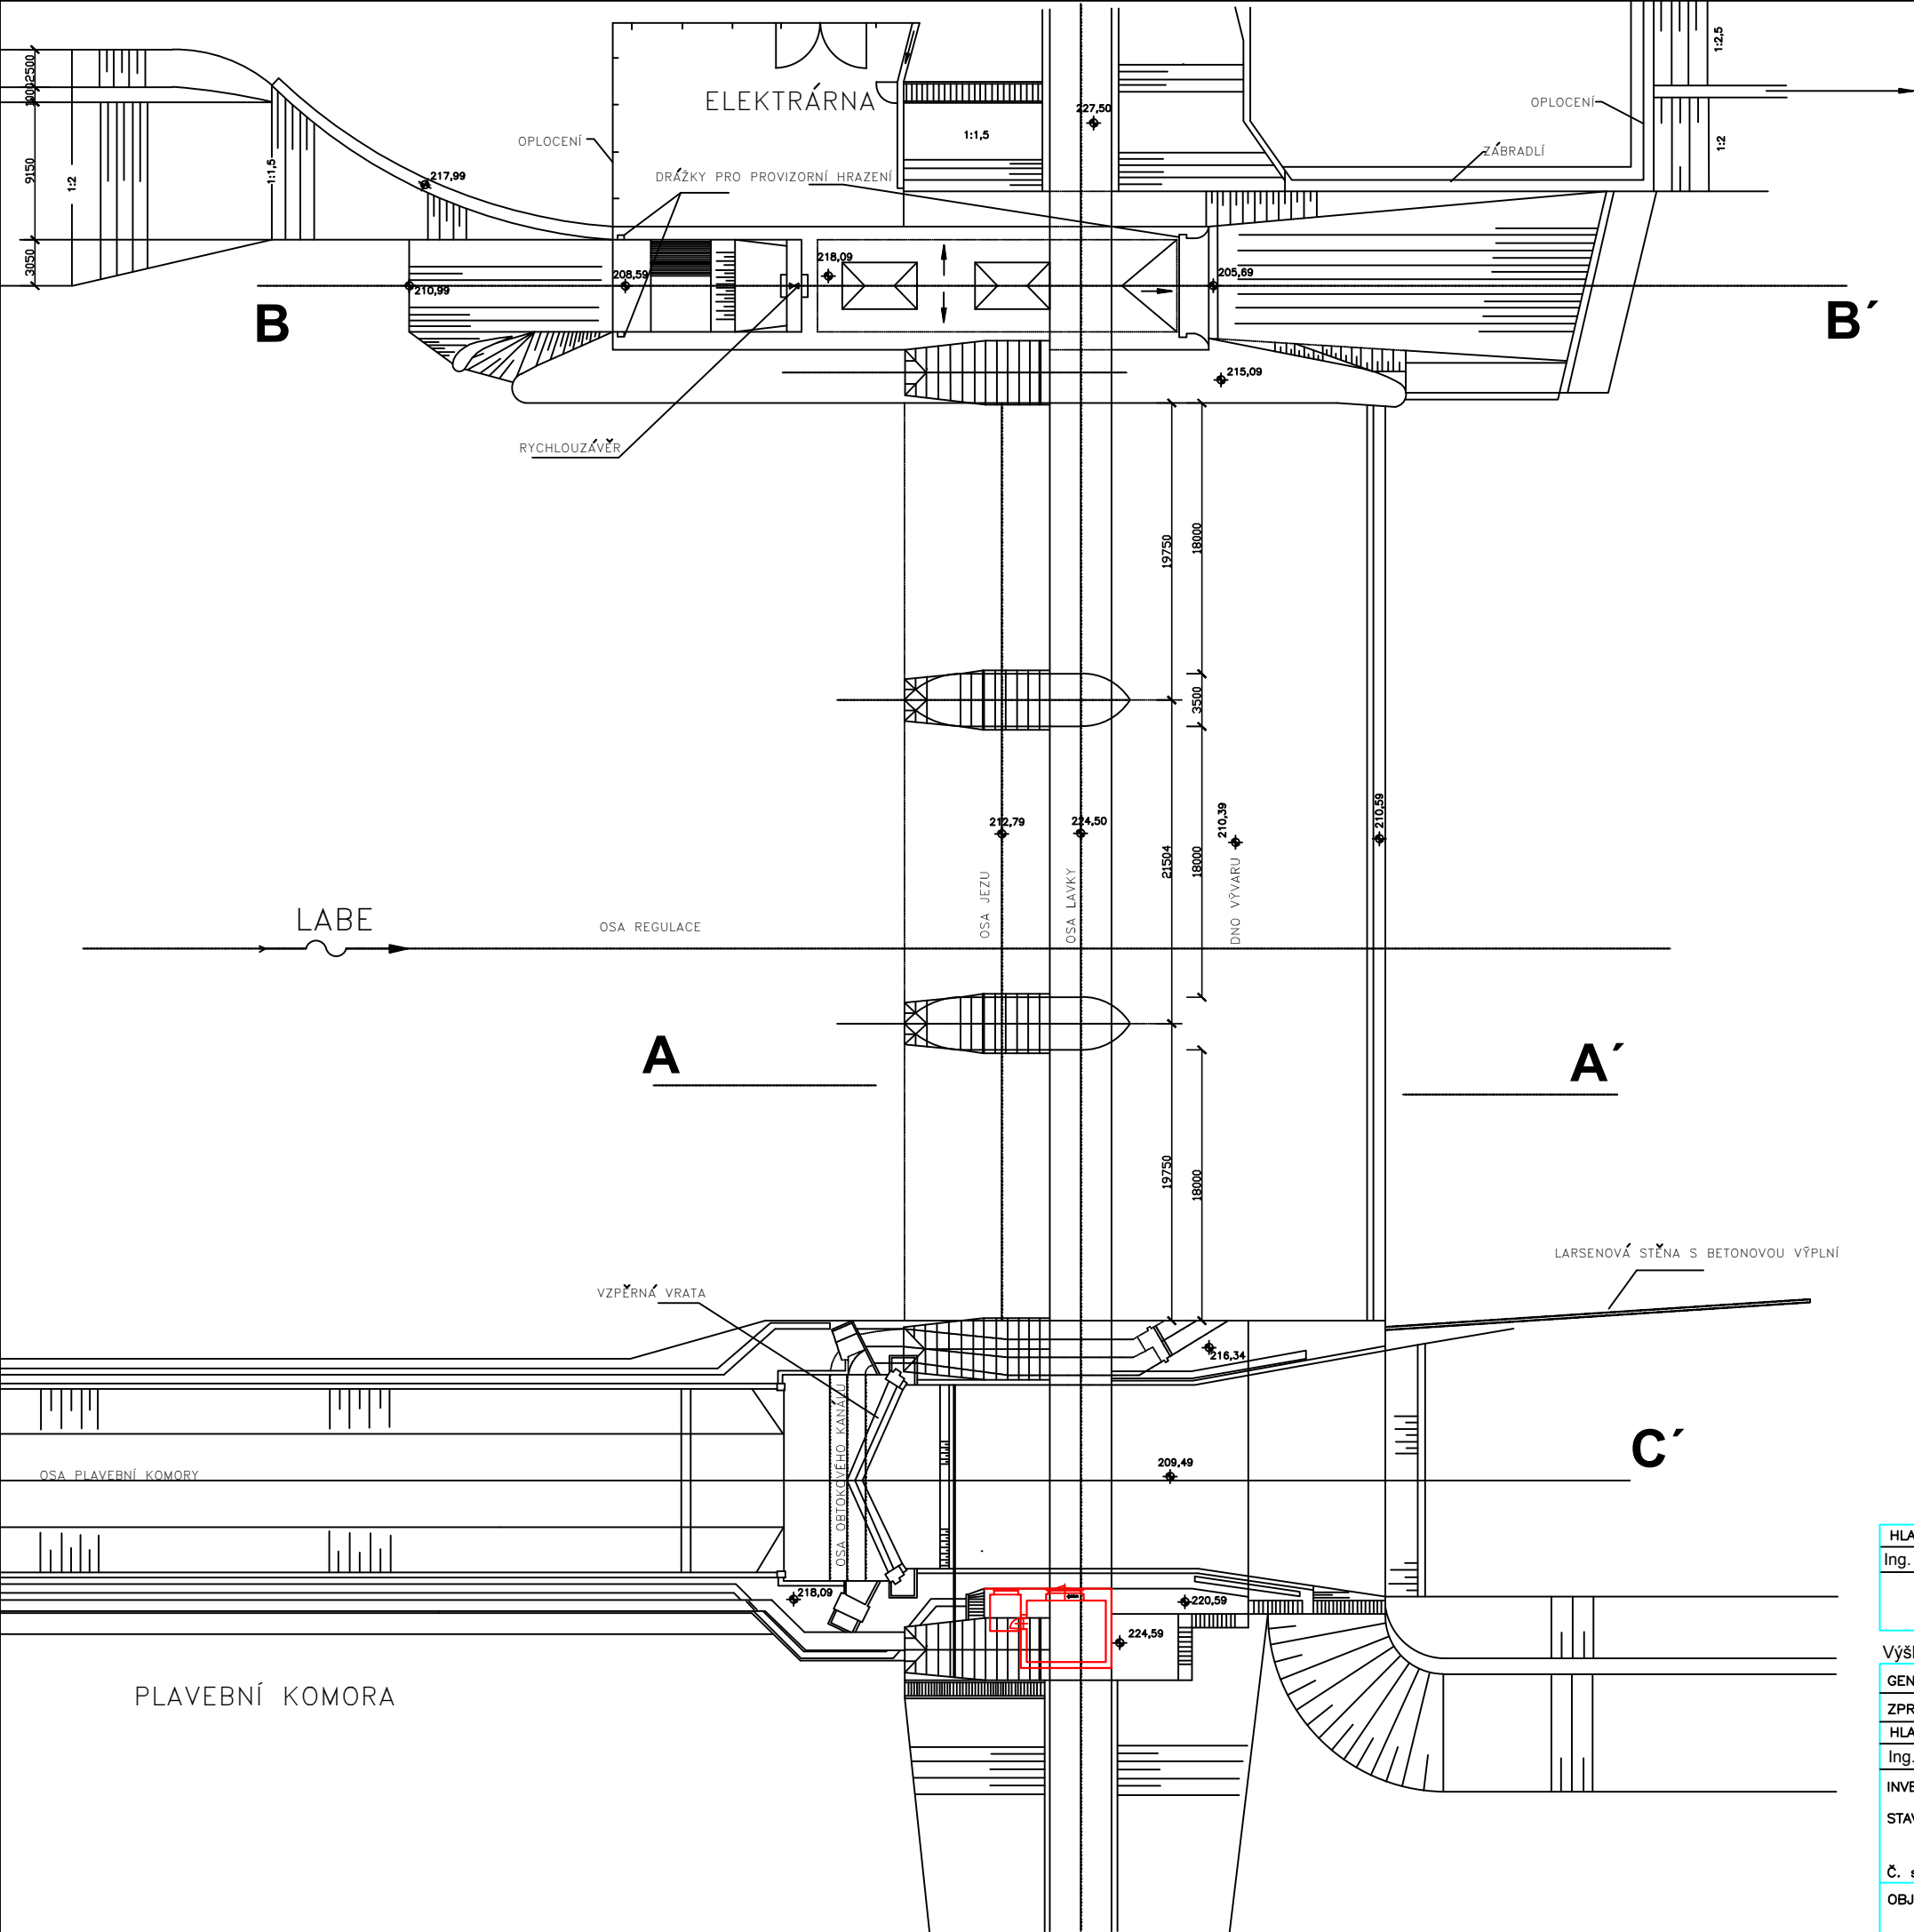 1:2,5
2500
1000
ELEKTRÁRNA
227,50
OPLOCENÍ
1:1,5
OPLOCENÍ
1:2
ZÁBRADLÍ
9150
1:2
1:1,5
217,99
DRÁŽKY PRO PROVIZORNÍ HRAZENÍ
3050
218,09
208,59
205,69
210,99
B
B´
215,09
RYCHLOUZÁVĚR
19750
18000
3500
212,79
224,50
210,39
210,59
21504
18000
OSA JEZU
OSA LAVKY
DNO VÝVARU
LABE
OSA REGULACE
A
A´
19750
18000
LARSENOVÁ STĚNA S BETONOVOU VÝPLNÍ
VZPĚRNÁ VRATA
216,34
OSA OBTOKOVÉHO KANÁLU
C´
OSA PLAVEBNÍ KOMORY
209,49
HLA
Ing.
218,09
220,59
224,59
PLAVEBNÍ KOMORA
GEN
ZPR
HLA
Ing.
INVE
STAV
OBJ